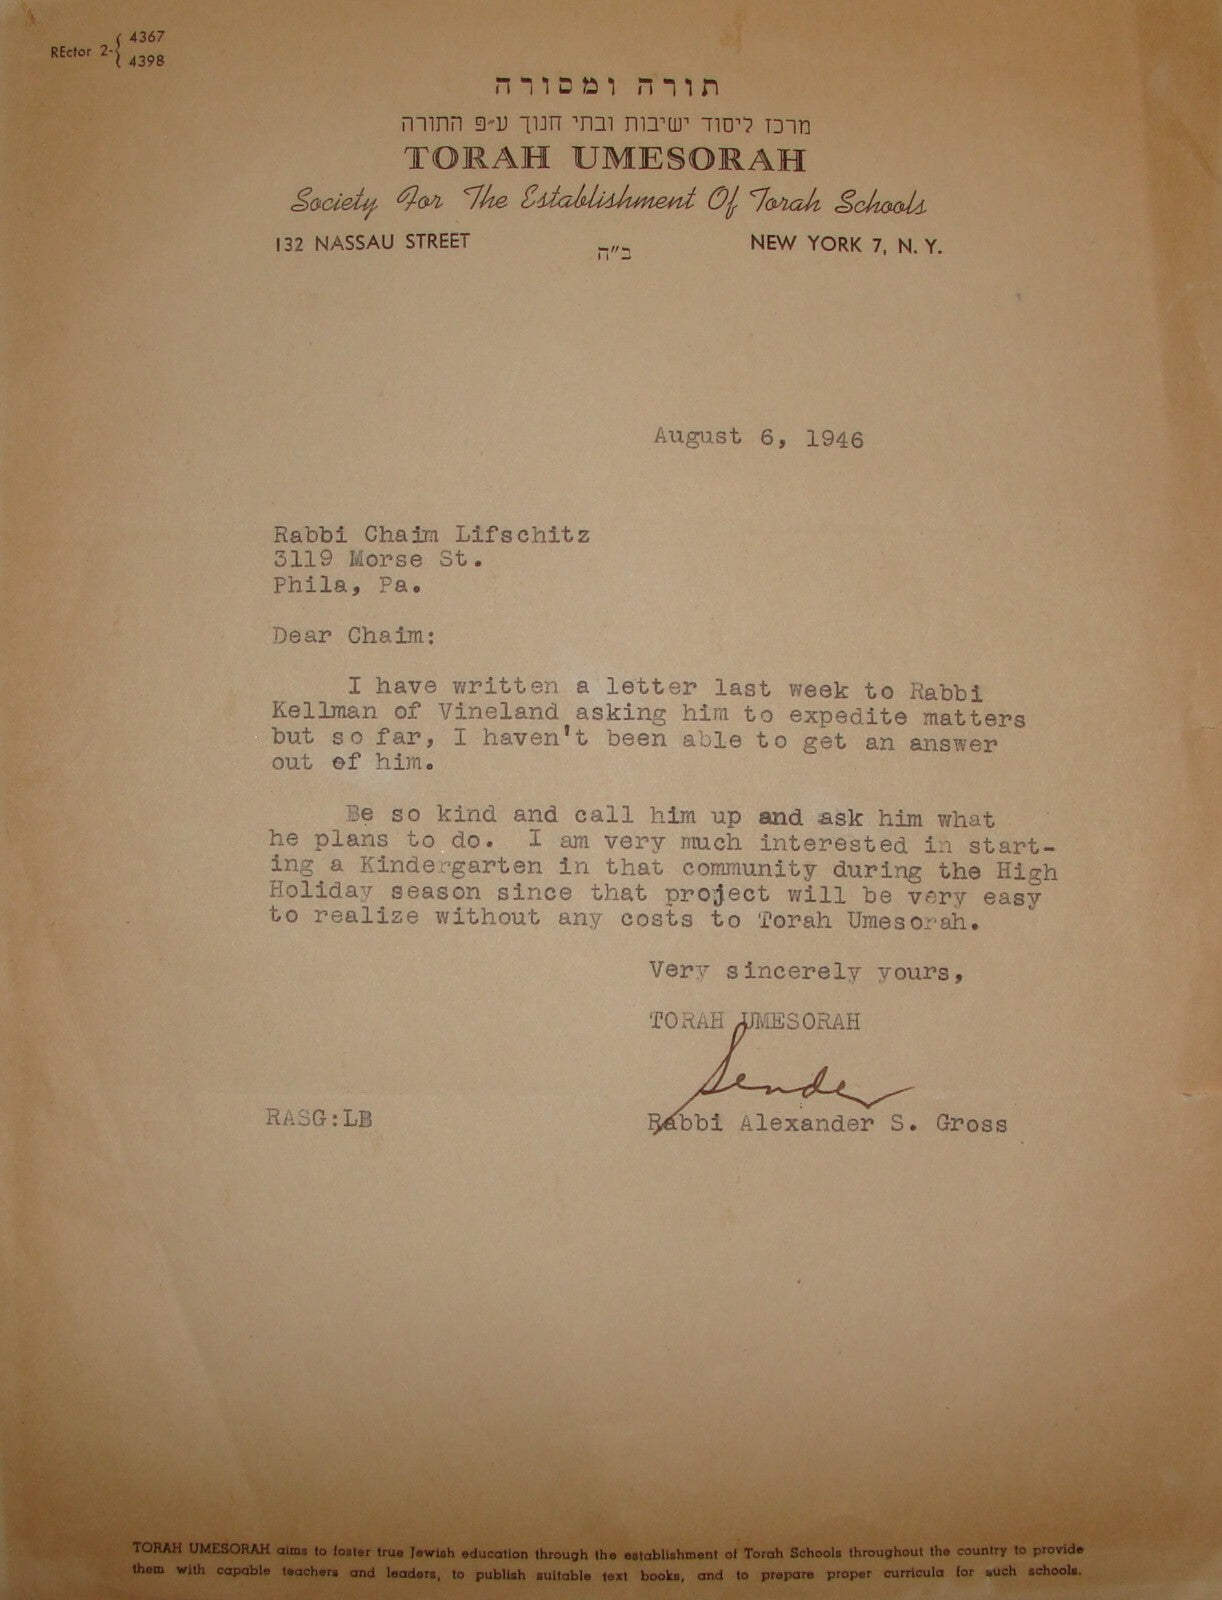 REctor 2-{ 4367
4398
תורה ומסורה
מרכז ליסוד ישיבות ובתי חנוך ע״פ התורה
TORAH UMESORAH
Society For The Establishment Of Torah Schools
132 NASSAU STREET ב״ה NEW YORK 7, N. Y.
August 6, 1946
Rabbi Chaim Lifschitz
3119 Morse St.
Phila, Pa.
Dear Chaim:
I have written a letter last week to Rabbi
Kellman of Vineland asking him to expedite matters
but so far, I haven't been able to get an answer
out of him.
Be so kind and call him up and ask him what
he plans to do. I am very much interested in start-
ing a Kindergarten in that community during the High
Holiday season since that project will be very easy
to realize without any costs to Torah Umesorah.
Very sincerely yours,
TORAH UMESORAH
Sender
RASG:LB Rabbi Alexander S. Gross
TORAH UMESORAH aims to foster true Jewish education through the establishment of Torah Schools throughout the country to provide
them with capable teachers and leaders, to publish suitable text books, and to prepare proper curricula for such schools.